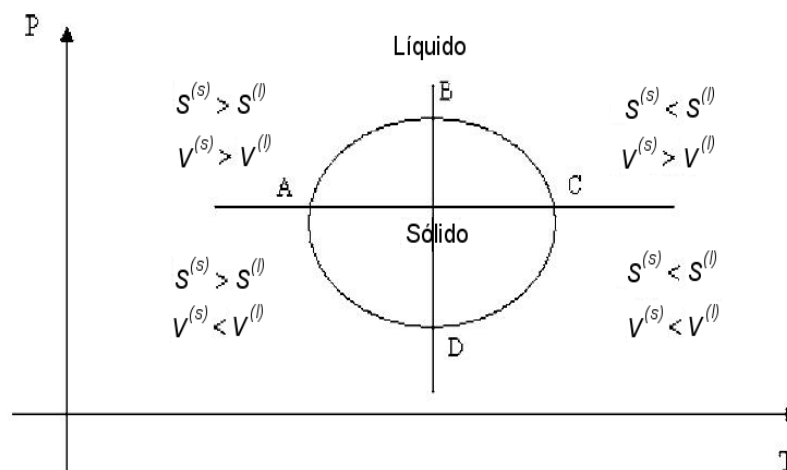 P
Líquido
B
S^(s) > S^(l)
V^(s) > V^(l)
S^(s) < S^(l)
V^(s) > V^(l)
A
C
Sólido
S^(s) > S^(l)
V^(s) < V^(l)
S^(s) < S^(l)
V^(s) < V^(l)
D
T